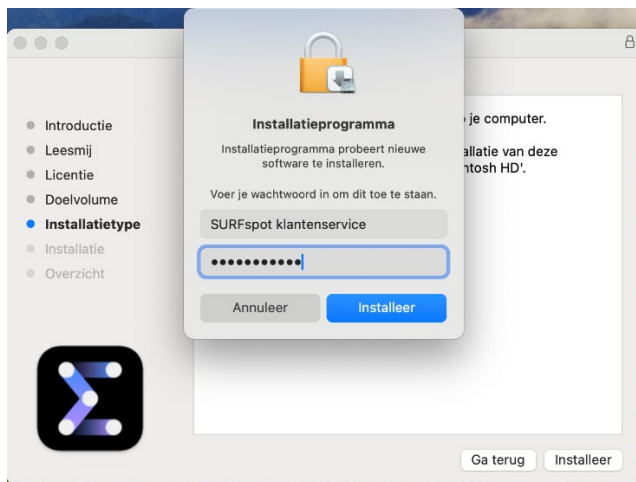 Introductie
Leesmij
Licentie
Doelvolume
Installatietype
Installatie
Overzicht
Installatieprogramma
Installatieprogramma probeert nieuwe
software te installeren.
Voer je wachtwoord in om dit toe te staan.
SURFspot klantenservice
•••••••••••
Annuleer
Installeer
je computer.
allatie van deze
ntosh HD'.
Ga terug
Installeer